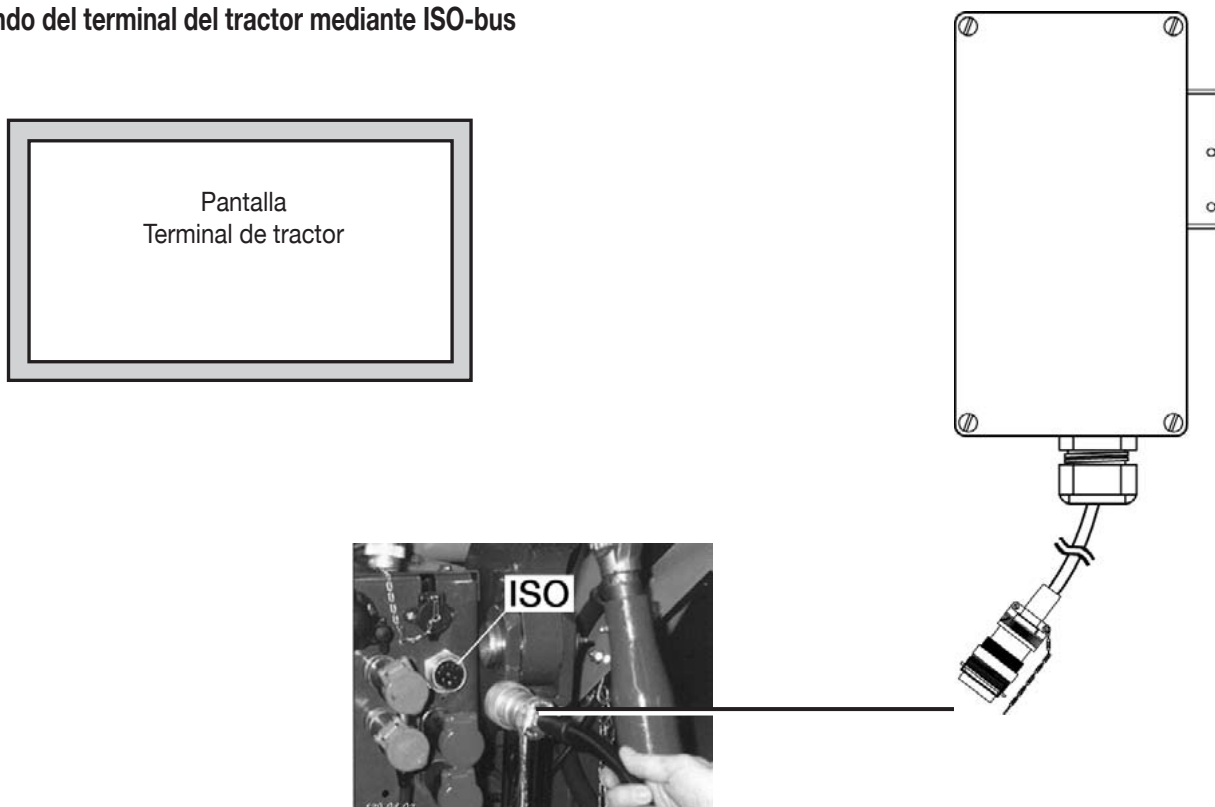 ndo del terminal del tractor mediante ISO-bus
Pantalla
Terminal de tractor
ISO